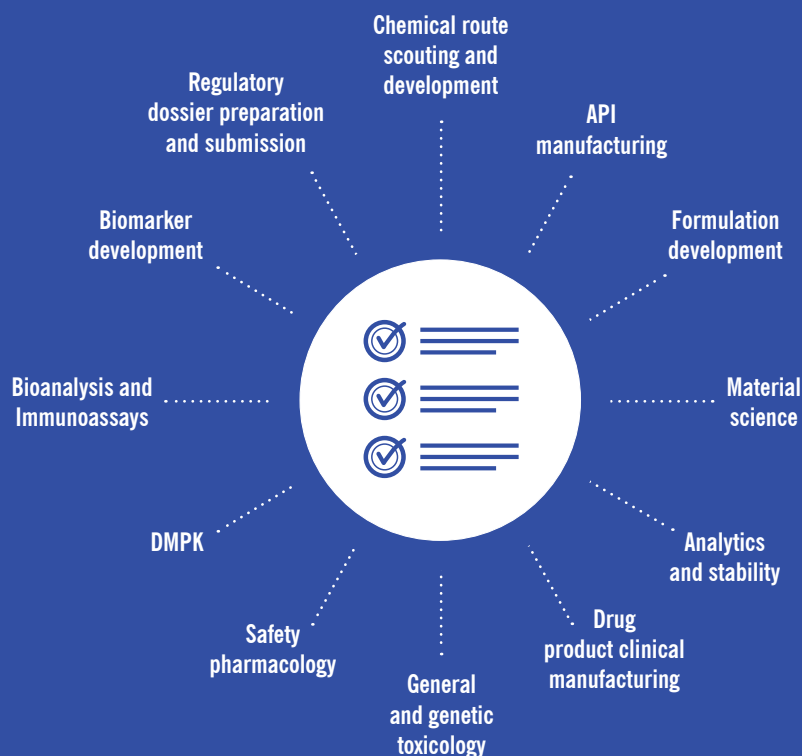 Chemical route
scouting and
development
API
manufacturing
Formulation
development
Material
science
Analytics
and stability
Drug
product clinical
manufacturing
General
and genetic
toxicology
Safety
pharmacology
DMPK
Bioanalysis and
Immunoassays
Biomarker
development
Regulatory
dossier preparation
and submission